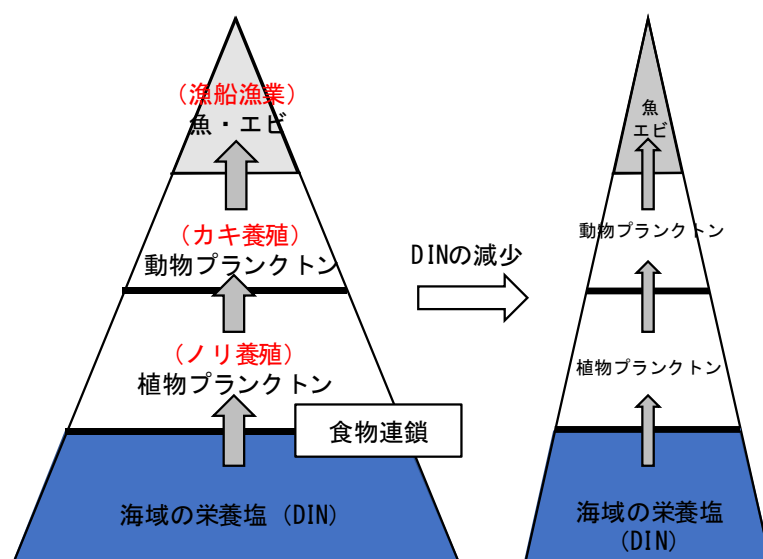 （漁船漁業）
魚・エビ
（カキ養殖）
動物プランクトン
（ノリ養殖）
植物プランクトン
食物連鎖
海域の栄養塩（DIN）
DINの減少
魚
エビ
動物プランクトン
植物プランクトン
海域の栄養塩
（DIN）